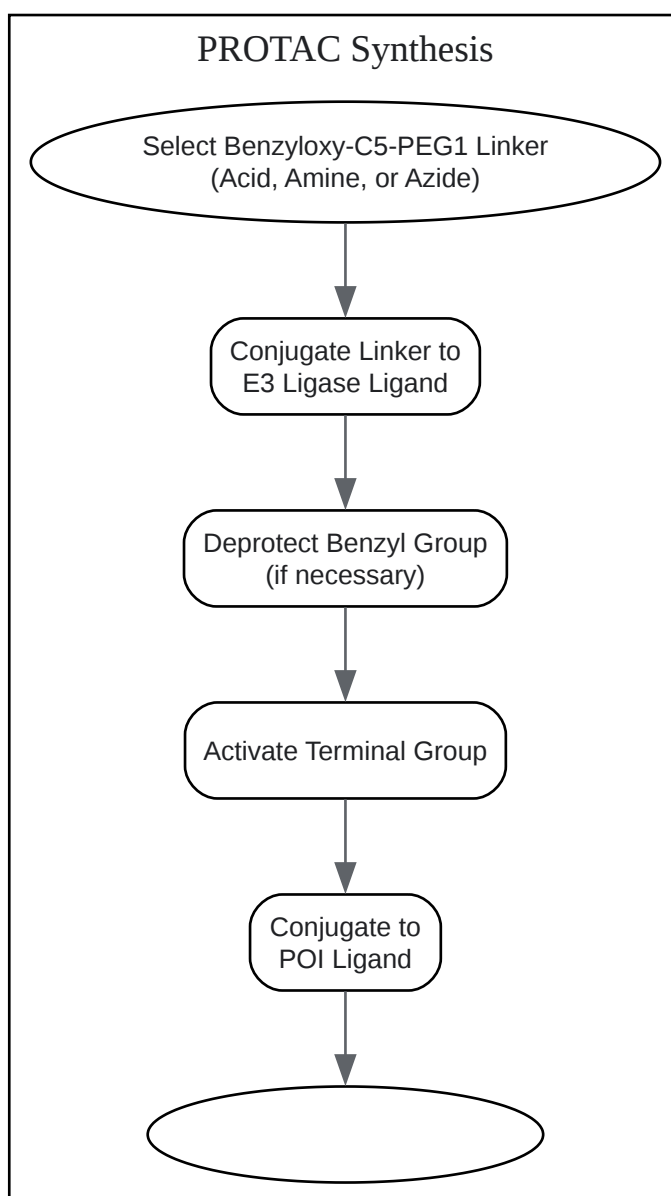 PROTAC Synthesis
Select Benzyloxy-C5-PEG1 Linker
(Acid, Amine, or Azide)
Conjugate Linker to
E3 Ligase Ligand
Deprotect Benzyl Group
(if necessary)
Activate Terminal Group
Conjugate to
POI Ligand